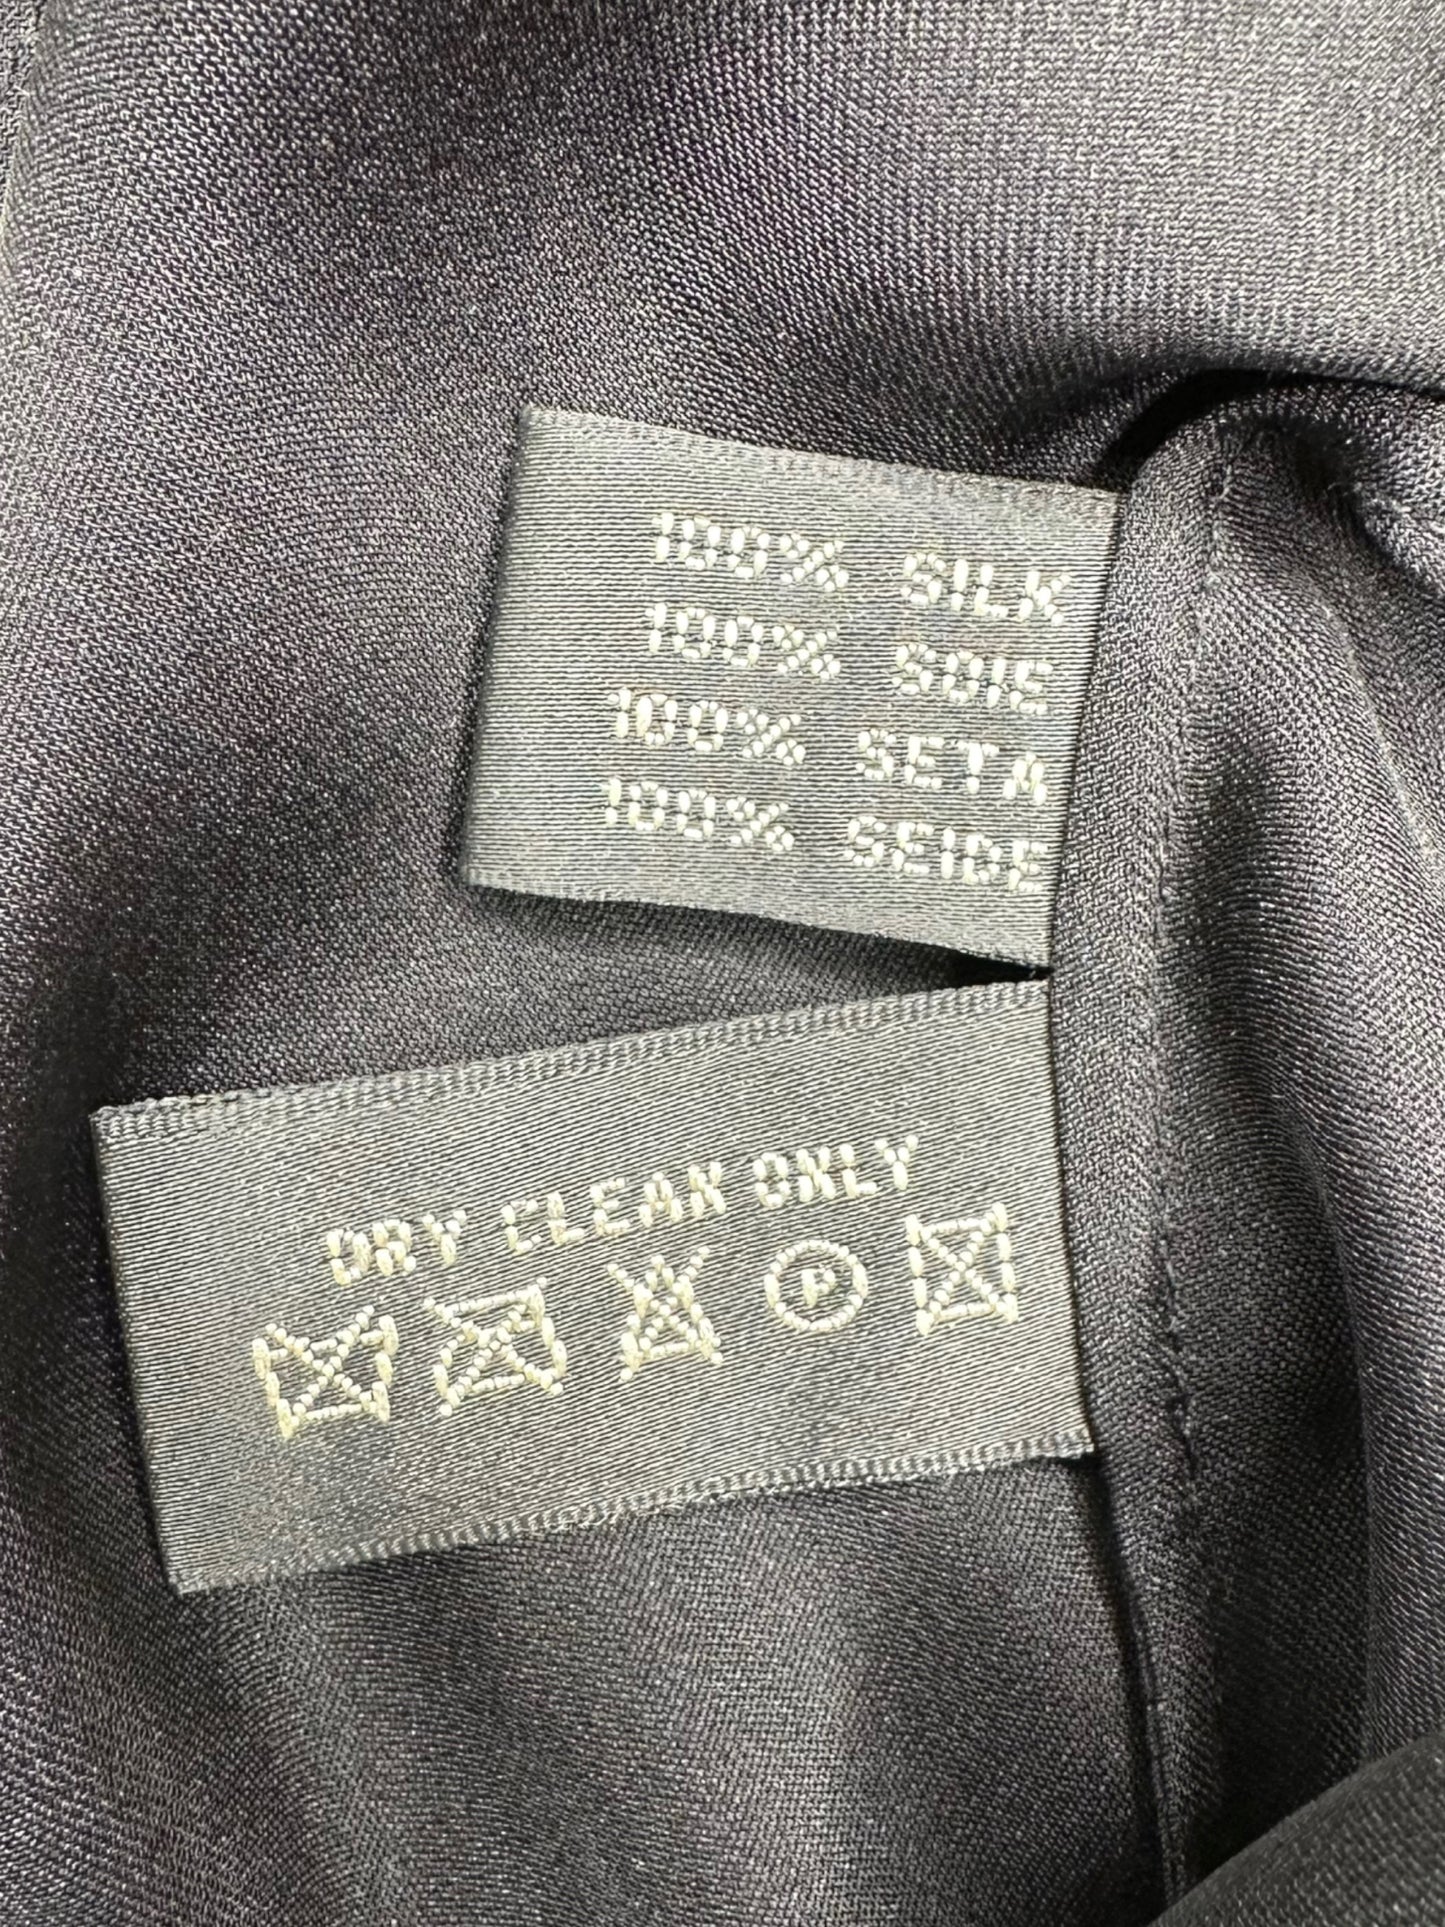 100% SILK
100% SOIE
100% SETA
100% SEIDE
DRY CLEAN ONLY
P